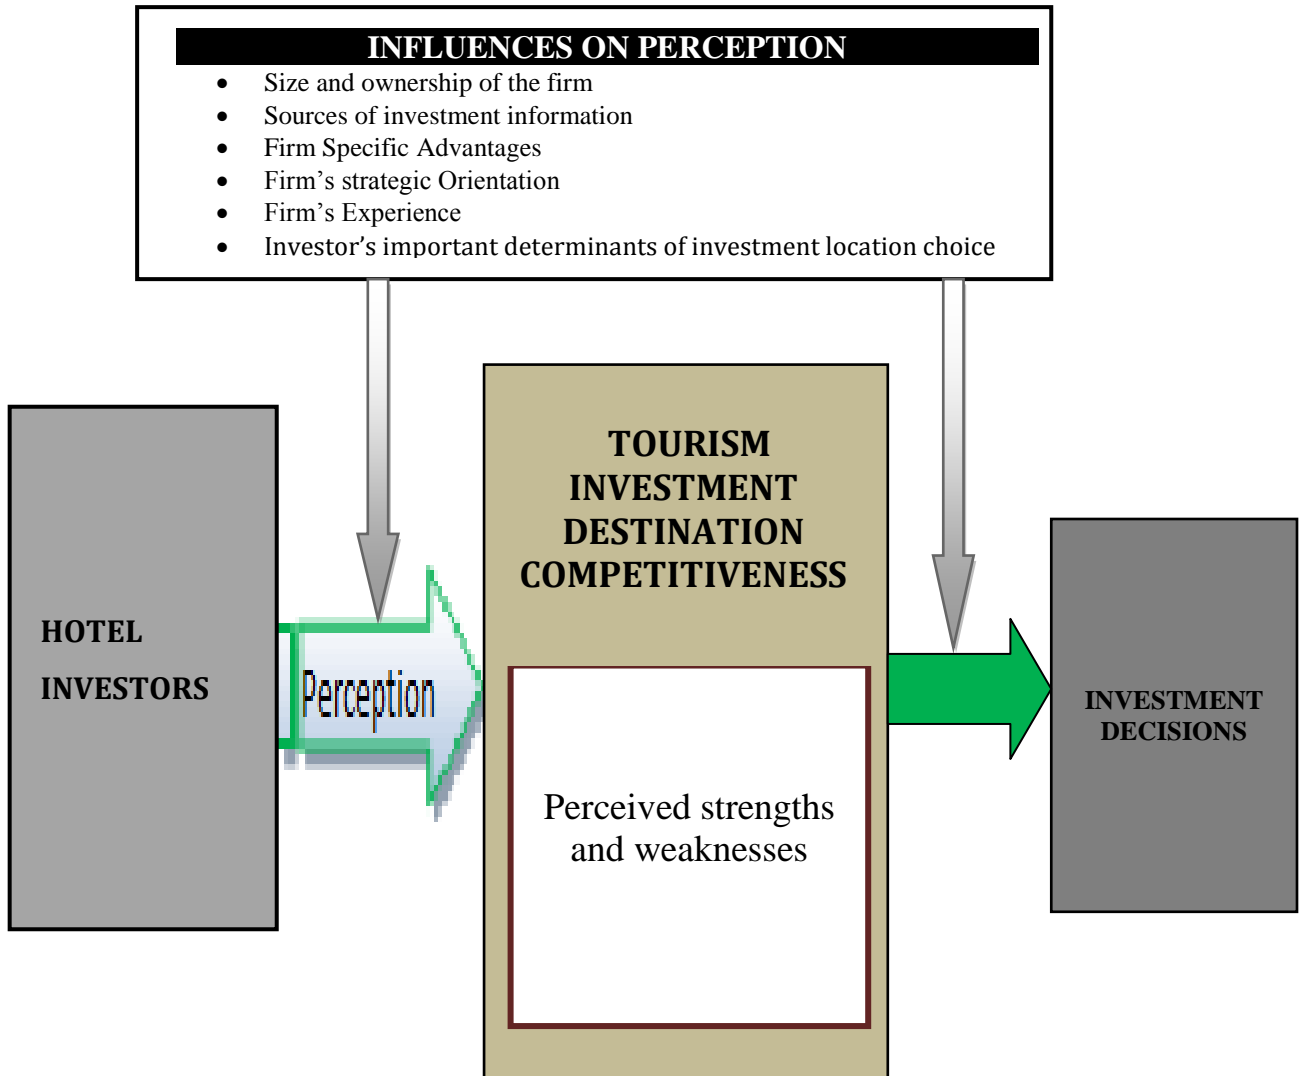 INFLUENCES ON PERCEPTION
• Size and ownership of the firm
• Sources of investment information
• Firm Specific Advantages
• Firm’s strategic Orientation
• Firm’s Experience
• Investor’s important determinants of investment location choice
HOTEL
INVESTORS
Perception
TOURISM
INVESTMENT
DESTINATION
COMPETITIVENESS
Perceived strengths
and weaknesses
INVESTMENT
DECISIONS